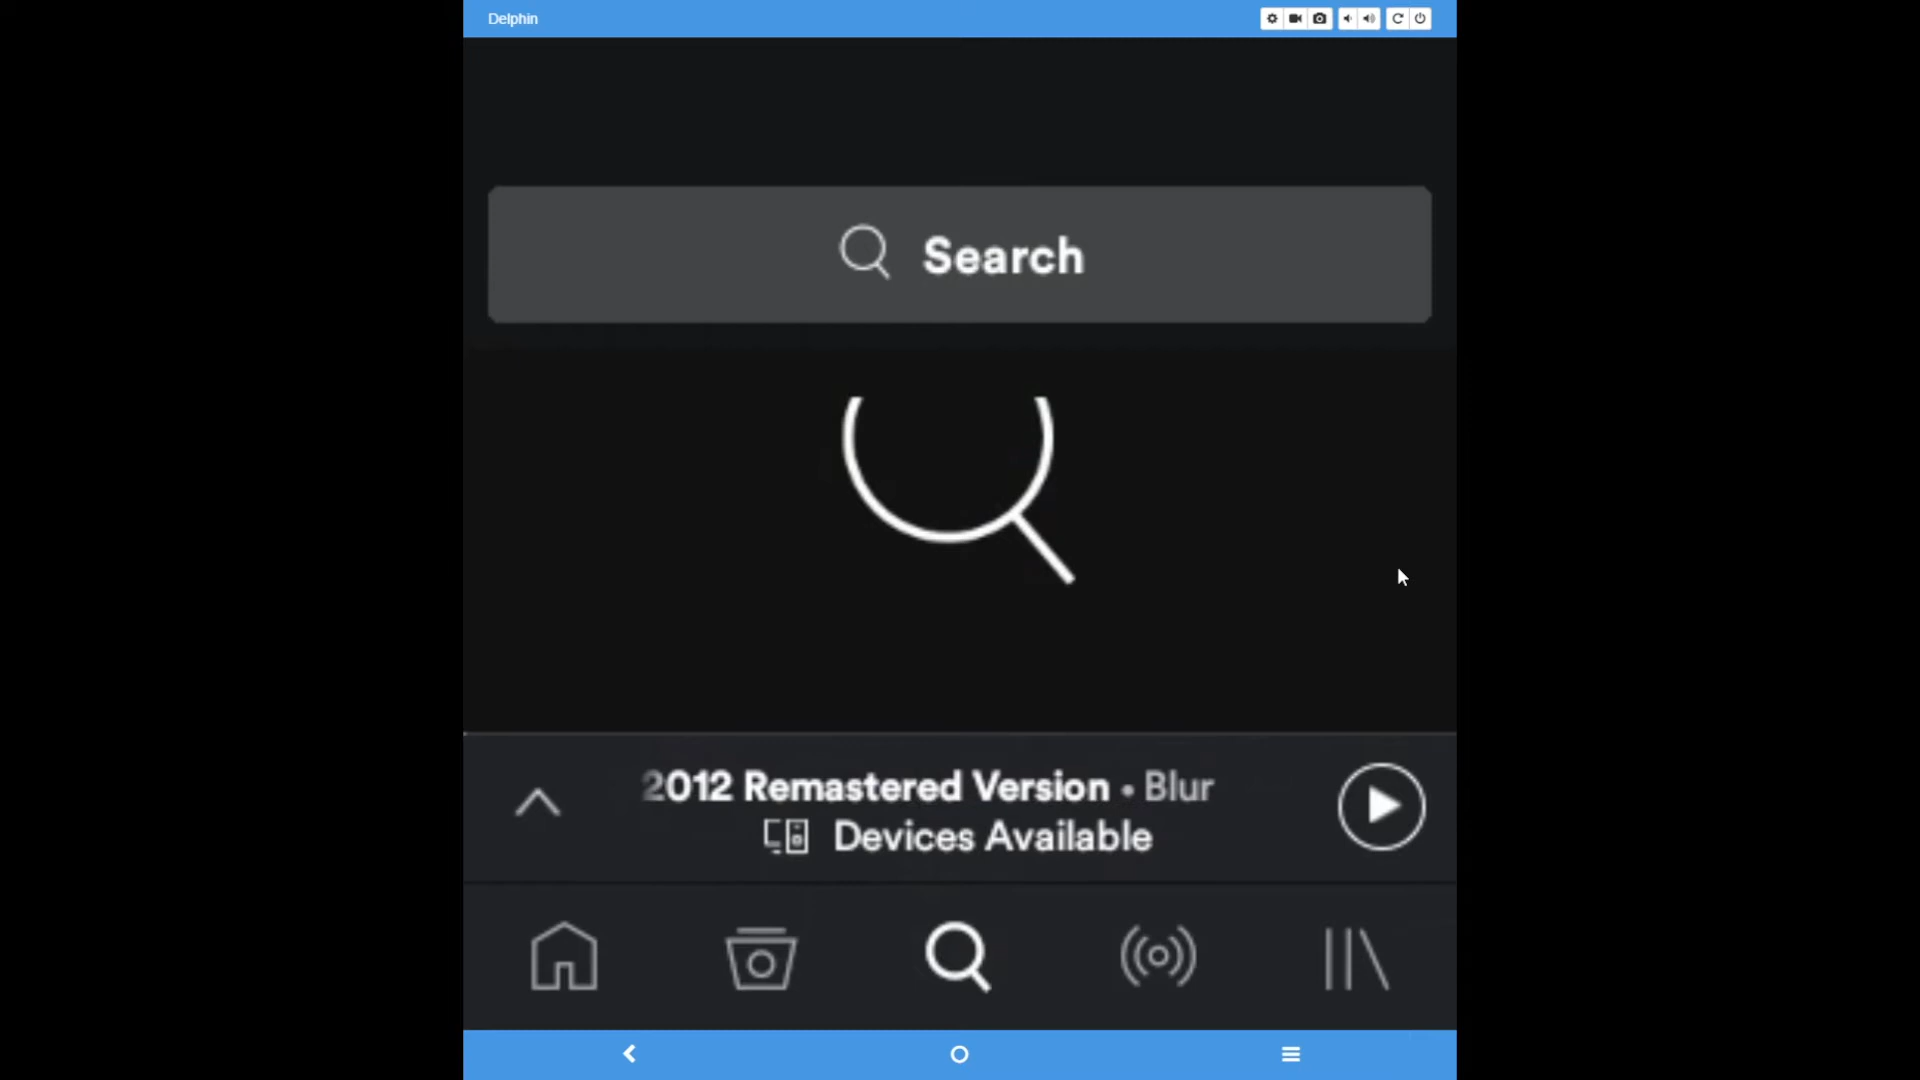 Delphin
Search
2012 Remastered Version • Blur
Devices Available